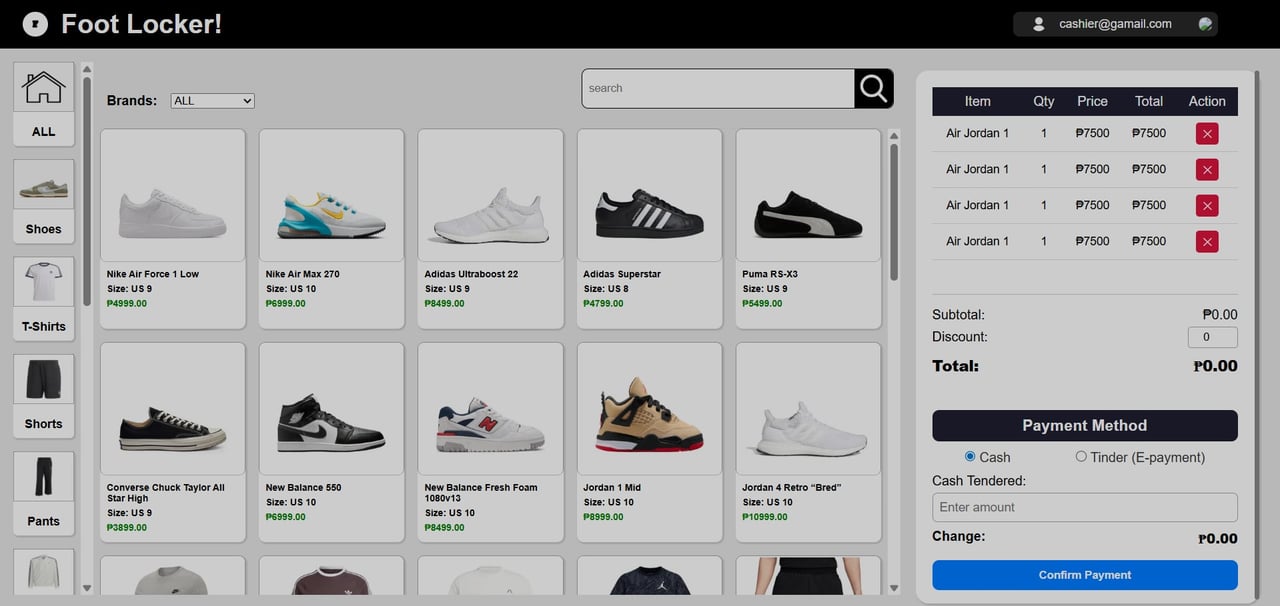 Foot Locker!
cashier@gamail.com
ALL
Shoes
T-Shirts
Shorts
Pants
Brands: ALL
search
Nike Air Force 1 Low
Size: US 9
₱4999.00
Nike Air Max 270
Size: US 10
₱6999.00
Adidas Ultraboost 22
Size: US 9
₱8499.00
Adidas Superstar
Size: US 8
₱4799.00
Puma RS-X3
Size: US 9
₱5499.00
Converse Chuck Taylor All
Star High
Size: US 9
₱3899.00
New Balance 550
Size: US 10
₱6999.00
New Balance Fresh Foam
1080v13
Size: US 10
₱8499.00
Jordan 1 Mid
Size: US 10
₱8999.00
Jordan 4 Retro “Bred”
Size: US 10
₱10999.00
Item Qty Price Total Action
Air Jordan 1 1 ₱7500 ₱7500
Air Jordan 1 1 ₱7500 ₱7500
Air Jordan 1 1 ₱7500 ₱7500
Air Jordan 1 1 ₱7500 ₱7500
Subtotal: ₱0.00
Discount: 0
Total: ₱0.00
Payment Method
Cash Tinder (E-payment)
Cash Tendered:
Enter amount
Change: ₱0.00
Confirm Payment